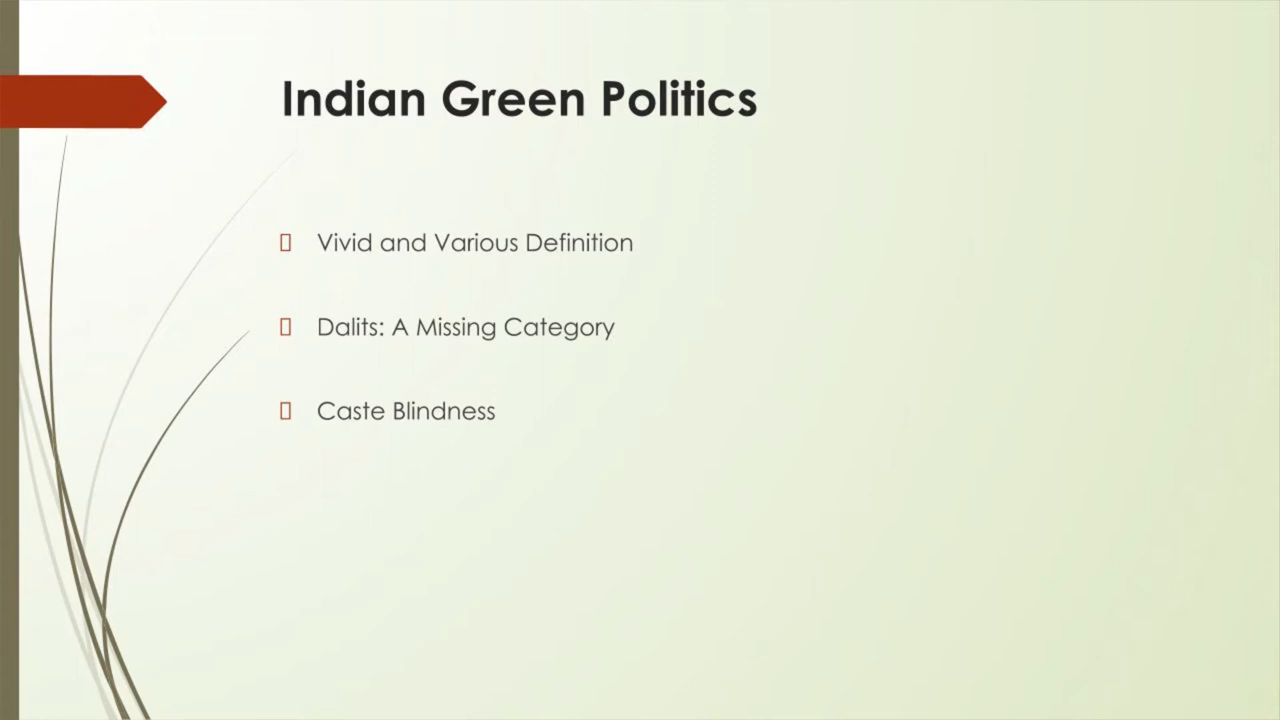 Indian Green Politics
Vivid and Various Definition
Dalits: A Missing Category
Caste Blindness